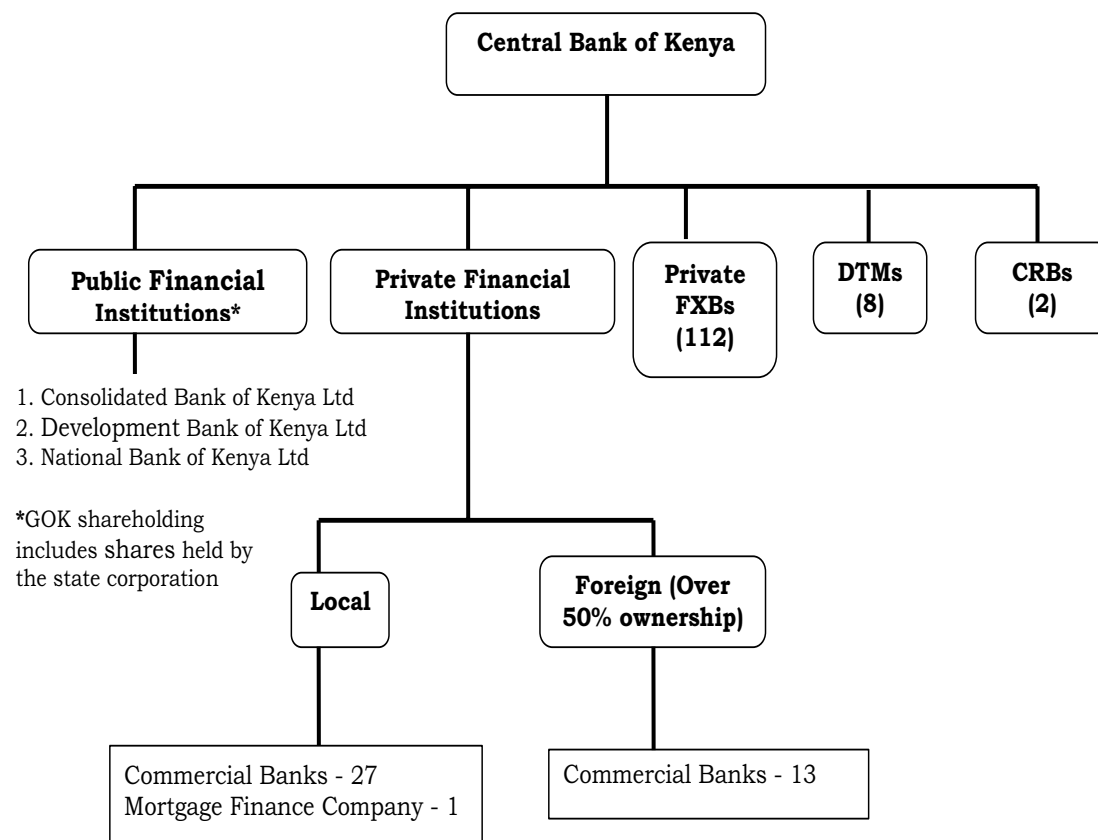 Central Bank of Kenya
Public Financial
Institutions*
Private Financial
Institutions
Private
FXBs
(112)
DTMs
(8)
CRBs
(2)
1. Consolidated Bank of Kenya Ltd
2. Development Bank of Kenya Ltd
3. National Bank of Kenya Ltd
*GOK shareholding
includes shares held by
the state corporation
Local
Foreign (Over
50% ownership)
Commercial Banks - 27
Mortgage Finance Company - 1
Commercial Banks - 13